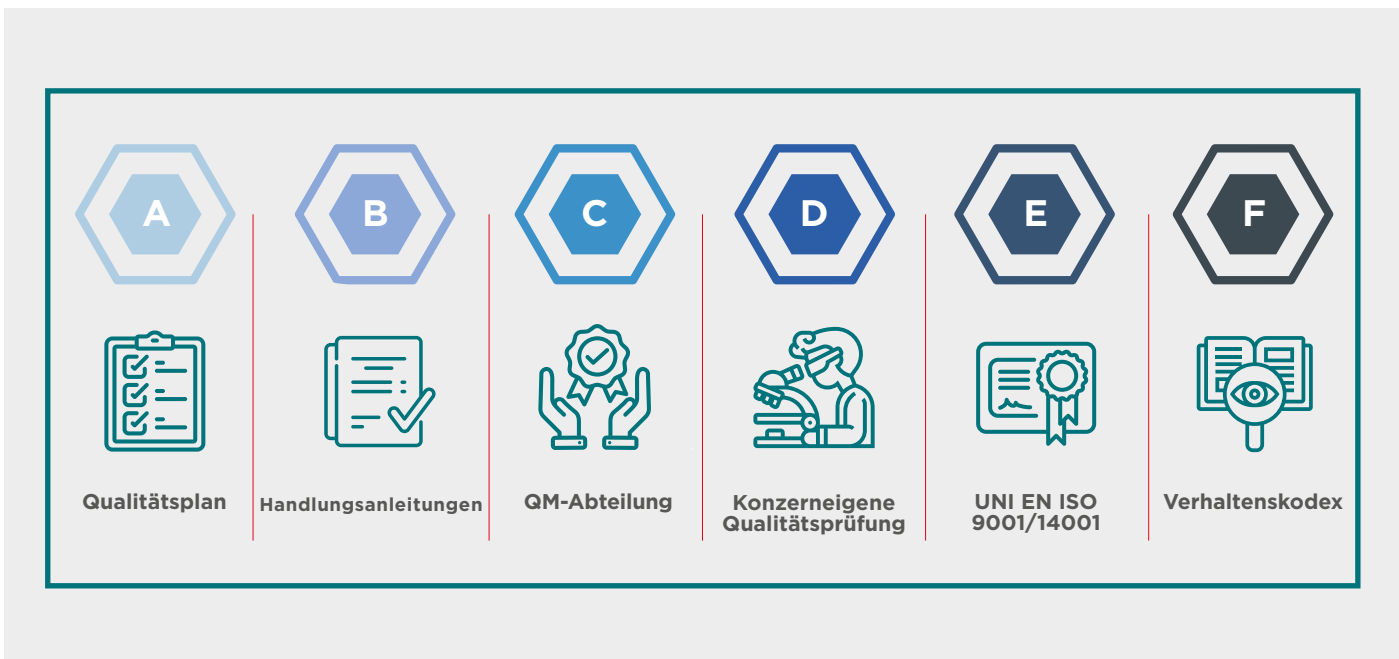 A
B
C
D
E
F
Qualitätsplan
Handlungsanleitungen
QM-Abteilung
Konzerneigene
Qualitätsprüfung
UNI EN ISO
9001/14001
Verhaltenskodex